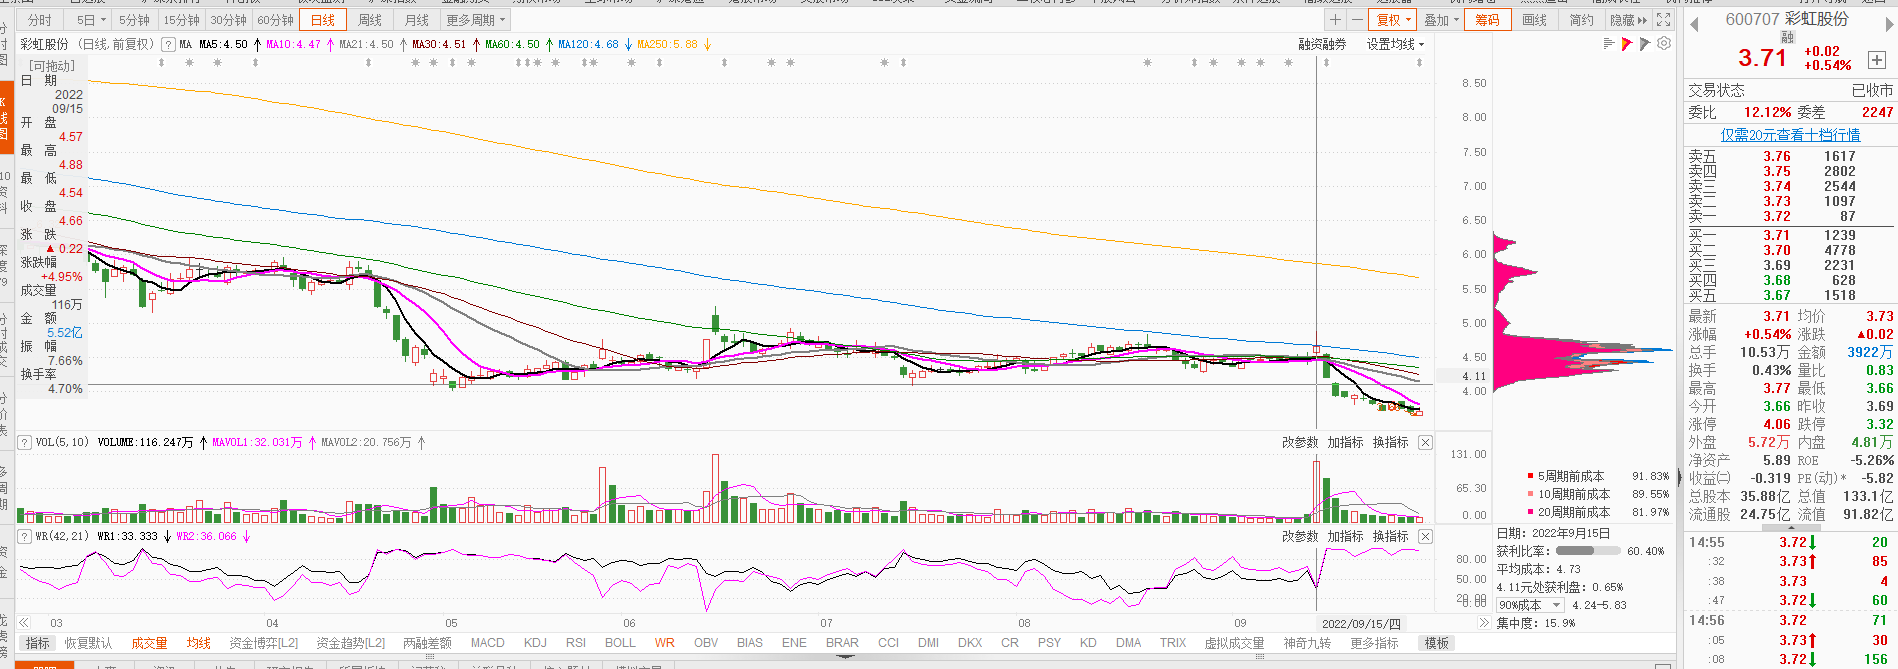 分时 5日 5分钟 15分钟 30分钟 60分钟 日线 周线 月线 更多周期
复权 叠加 筹码 画线 简约 隐藏
彩虹股份 (日线,前复权) ? MA MA5:4.50 MA10:4.47 MA21:4.50 MA30:4.51 MA60:4.50 MA120:4.68 MA250:5.88
融资融券 设置均线
[可拖动]
日 期
2022
09/15
开 盘
4.57
最 高
4.88
最 低
4.54
收 盘
4.66
涨 跌
▲ 0.22
涨跌幅
+4.95%
成交量
116万
金 额
5.52亿
振 幅
7.66%
换手率
4.70%
8.50
8.00
7.50
7.00
6.50
6.00
5.50
5.00
4.50
4.11
4.00
? VOL(5,10) VOLUME:116.247万 MAVOL1:32.031万 MAVOL2:20.756万
改参数 加指标 换指标
131.00
65.30
0.00
? WR(42,21) WR1:33.333 WR2:36.066
改参数 加指标 换指标
80.00
50.00
20.00
0.00
03 04 05 06 07 08 09 2022/09/15/四
指标 恢复默认 成交量 均线 资金博弈[L2] 资金趋势[L2] 两融差额 MACD KDJ RSI BOLL WR OBV BIAS ENE BRAR CCI DMI DKX CR PSY KD DMA TRIX 虚拟成交量 神奇九转 更多指标 模板
5周期前成本 91.83%
10周期前成本 89.55%
20周期前成本 81.97%
日期: 2022年9月15日
获利比率: 60.40%
平均成本: 4.73
4.11元处获利盘: 0.65%
90%成本 4.24-5.83
集中度: 15.9%
600707 彩虹股份
融
3.71 +0.02
+0.54%
交易状态 已收市
委比 12.12% 委差 2247
仅需20元查看十档行情
卖五 3.76 1617
卖四 3.75 2802
卖三 3.74 2544
卖二 3.73 1097
卖一 3.72 87
买一 3.71 1239
买二 3.70 4778
买三 3.69 2231
买四 3.68 628
买五 3.67 1518
最新 3.71 均价 3.73
涨幅 +0.54% 涨跌 ▲0.02
总手 10.53万 金额 3922万
换手 0.43% 量比 0.83
最高 3.77 最低 3.66
今开 3.66 昨收 3.69
涨停 4.06 跌停 3.32
外盘 5.72万 内盘 4.81万
净资产 5.89 ROE -5.26%
收益㈡ -0.319 PE(动)* -5.82
总股本 35.88亿 总值 133.1亿
流通股 24.75亿 流值 91.82亿
14:55 3.72 20
:32 3.73 85
:38 3.73 4
:47 3.72 60
14:56 3.72 71
:05 3.73 30
:08 3.72 156